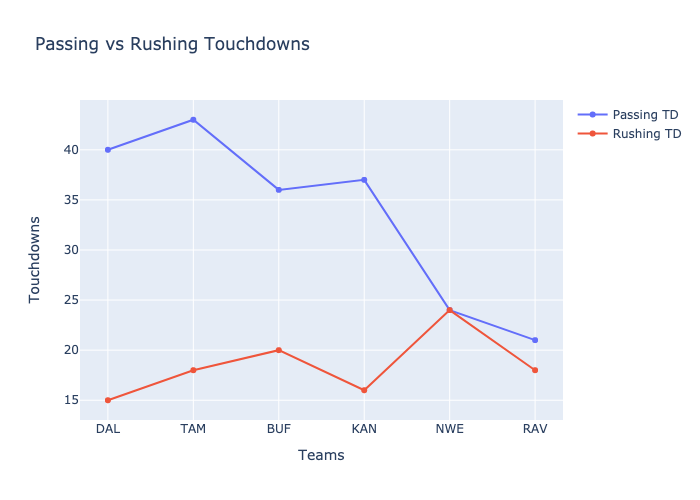 Passing vs Rushing Touchdowns
Passing TD
Rushing TD
Touchdowns
40
35
30
25
20
15
DAL TAM BUF KAN NWE RAV
Teams